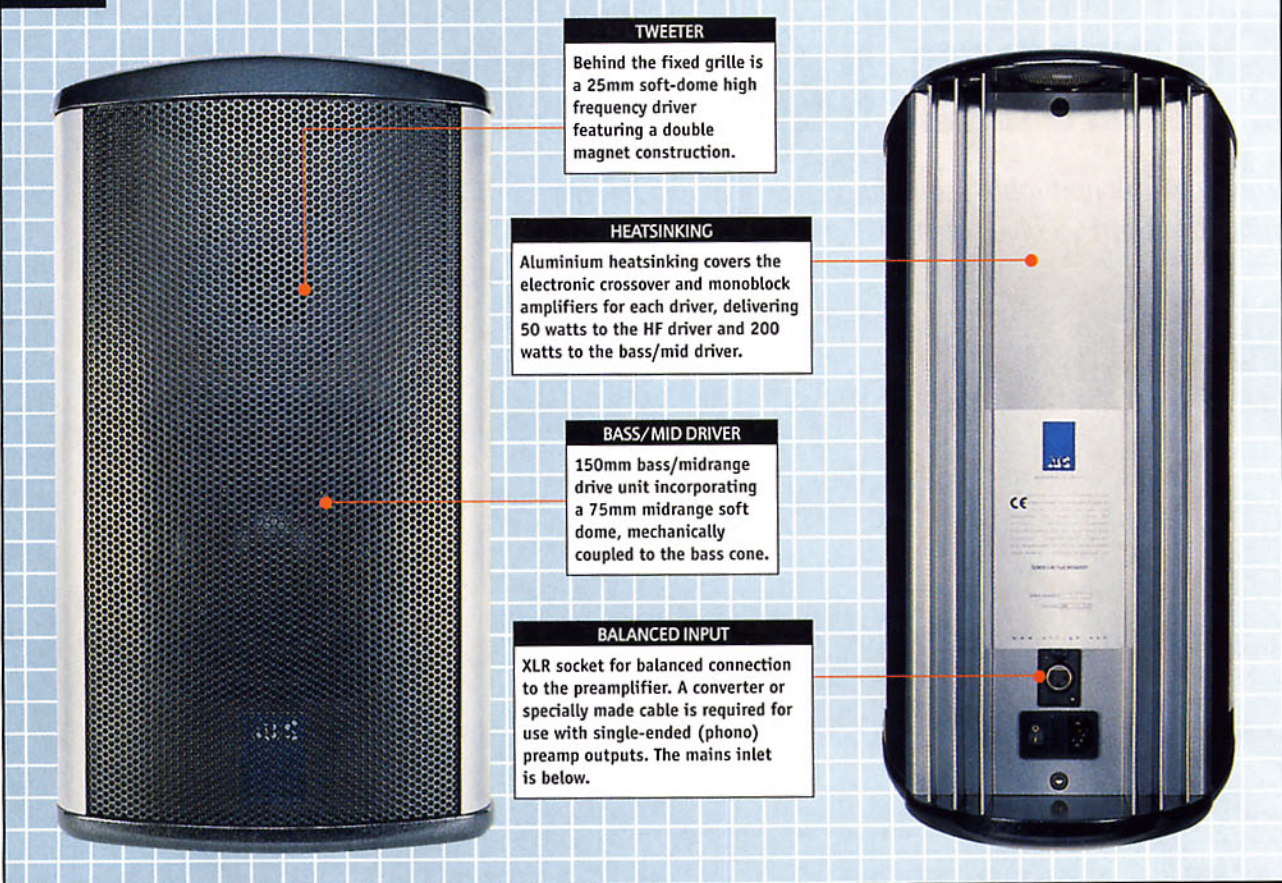 TWEETER
Behind the fixed grille is
a 25mm soft-dome high
frequency driver
featuring a double
magnet construction.
HEATSINKING
Aluminium heatsinking covers the
electronic crossover and monoblock
amplifiers for each driver, delivering
50 watts to the HF driver and 200
watts to the bass/mid driver.
BASS/MID DRIVER
150mm bass/midrange
drive unit incorporating
a 75mm midrange soft
dome, mechanically
coupled to the bass cone.
BALANCED INPUT
XLR socket for balanced connection
to the preamplifier. A converter or
specially made cable is required for
use with single-ended (phono)
preamp outputs. The mains inlet
is below.
CE